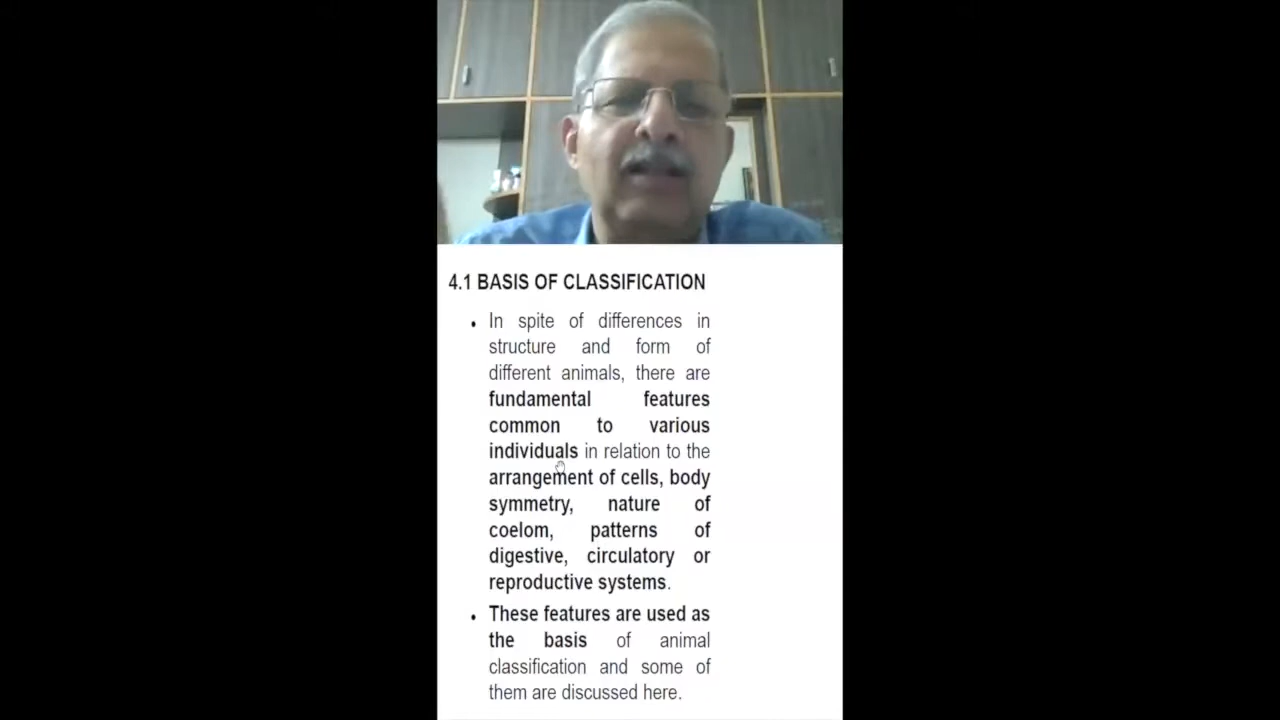 4.1 BASIS OF CLASSIFICATION
• In spite of differences in
structure and form of
different animals, there are
fundamental features
common to various
individuals in relation to the
arrangement of cells, body
symmetry, nature of
coelom, patterns of
digestive, circulatory or
reproductive systems.
• These features are used as
the basis of animal
classification and some of
them are discussed here.